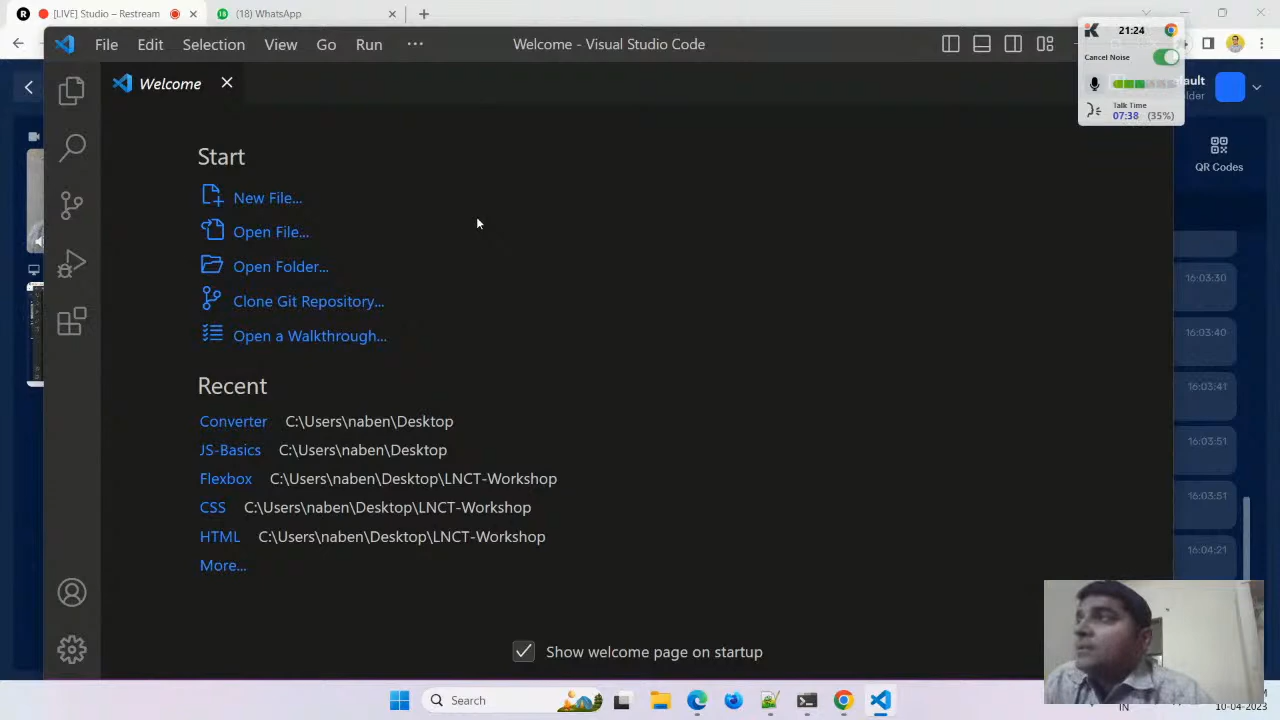 [LIVE] Studio – Restream
WhatsApp
File Edit Selection View Go Run ···
Welcome - Visual Studio Code
21:24
Cancel Noise
Talk Time
07:38 (35%)
Welcome
QR Codes
Start
New File...
Open File...
Open Folder...
Clone Git Repository...
Open a Walkthrough...
Recent
Converter C:\Users\naben\Desktop
JS-Basics C:\Users\naben\Desktop
Flexbox C:\Users\naben\Desktop\LNCT-Workshop
CSS C:\Users\naben\Desktop\LNCT-Workshop
HTML C:\Users\naben\Desktop\LNCT-Workshop
More...
Show welcome page on startup
16:03:30
16:03:40
16:03:41
16:03:51
16:03:51
16:04:21
Search
IN
10-04-2023